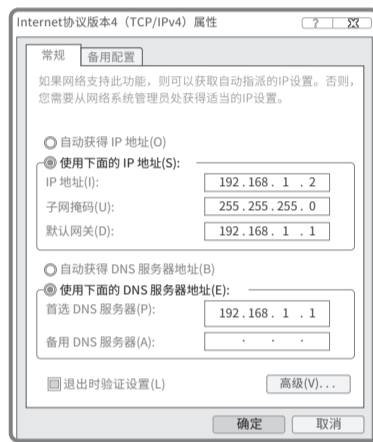 Internet协议版本4（TCP/IPv4）属性
常规 备用配置
如果网络支持此功能，则可以获取自动指派的IP设置。否则，
您需要从网络系统管理员处获得适当的IP设置。
自动获得 IP 地址(O)
使用下面的 IP 地址(S):
IP 地址(I): 192.168. 1 .2
子网掩码(U): 255.255.255.0
默认网关(D): 192.168. 1 .1
自动获得 DNS 服务器地址(B)
使用下面的 DNS 服务器地址(E):
首选 DNS 服务器(P): 192.168. 1 .1
备用 DNS 服务器(A): . . .
退出时验证设置(L) 高级(V)...
确定 取消